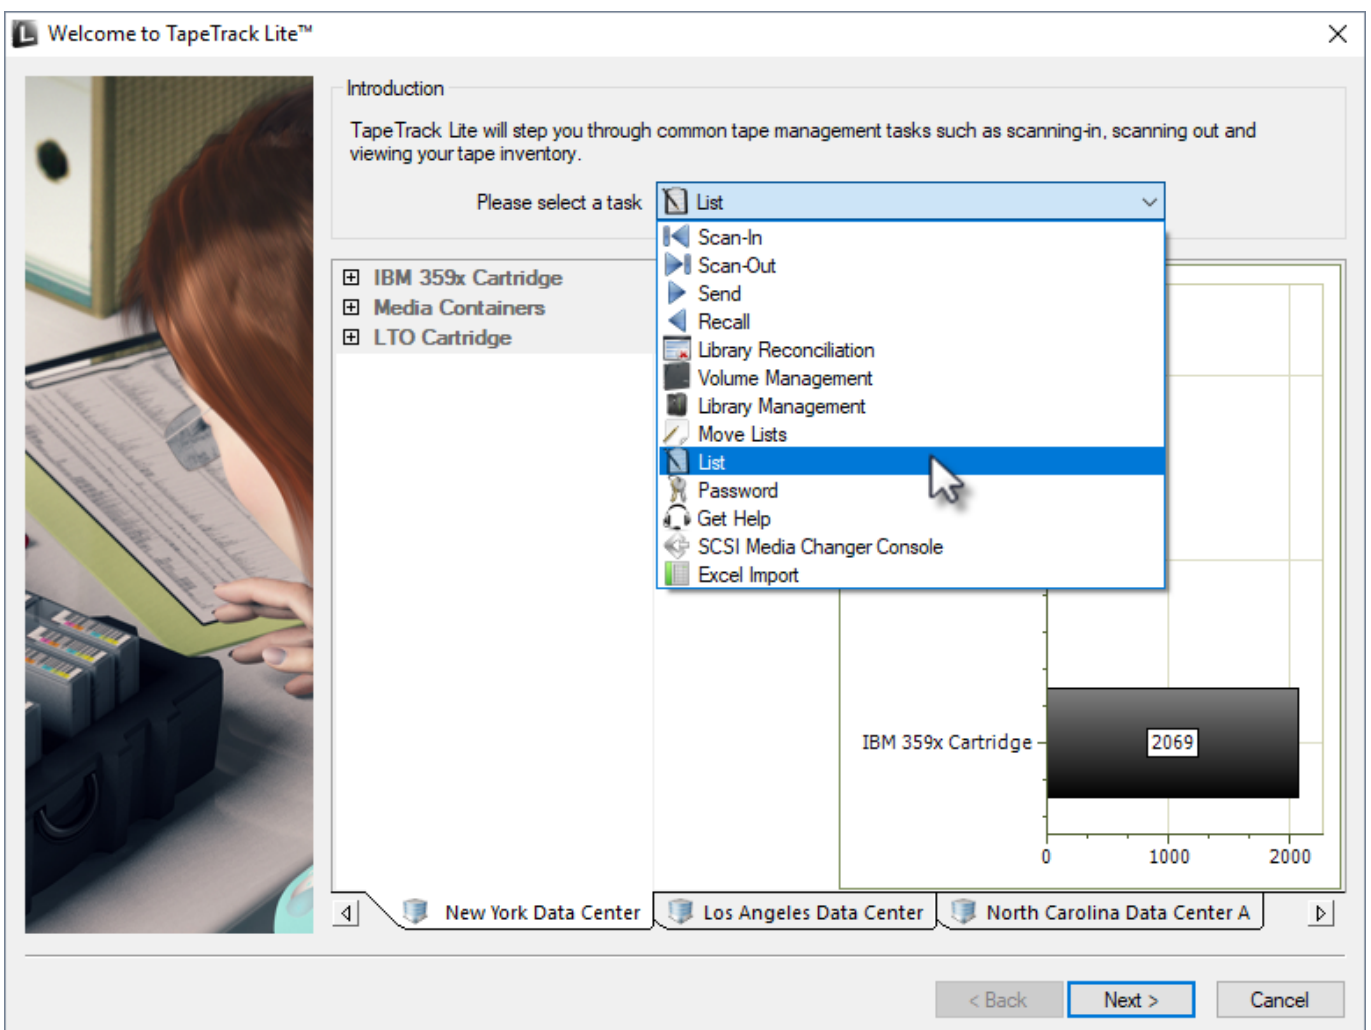 Welcome to TapeTrack Lite™
Introduction
TapeTrack Lite will step you through common tape management tasks such as scanning-in, scanning out and
viewing your tape inventory.
Please select a task
List
Scan-In
Scan-Out
Send
Recall
Library Reconciliation
Volume Management
Library Management
Move Lists
List
Password
Get Help
SCSI Media Changer Console
Excel Import
IBM 359x Cartridge
Media Containers
LTO Cartridge
IBM 359x Cartridge
2069
0 1000 2000
New York Data Center
Los Angeles Data Center
North Carolina Data Center A
< Back
Next >
Cancel